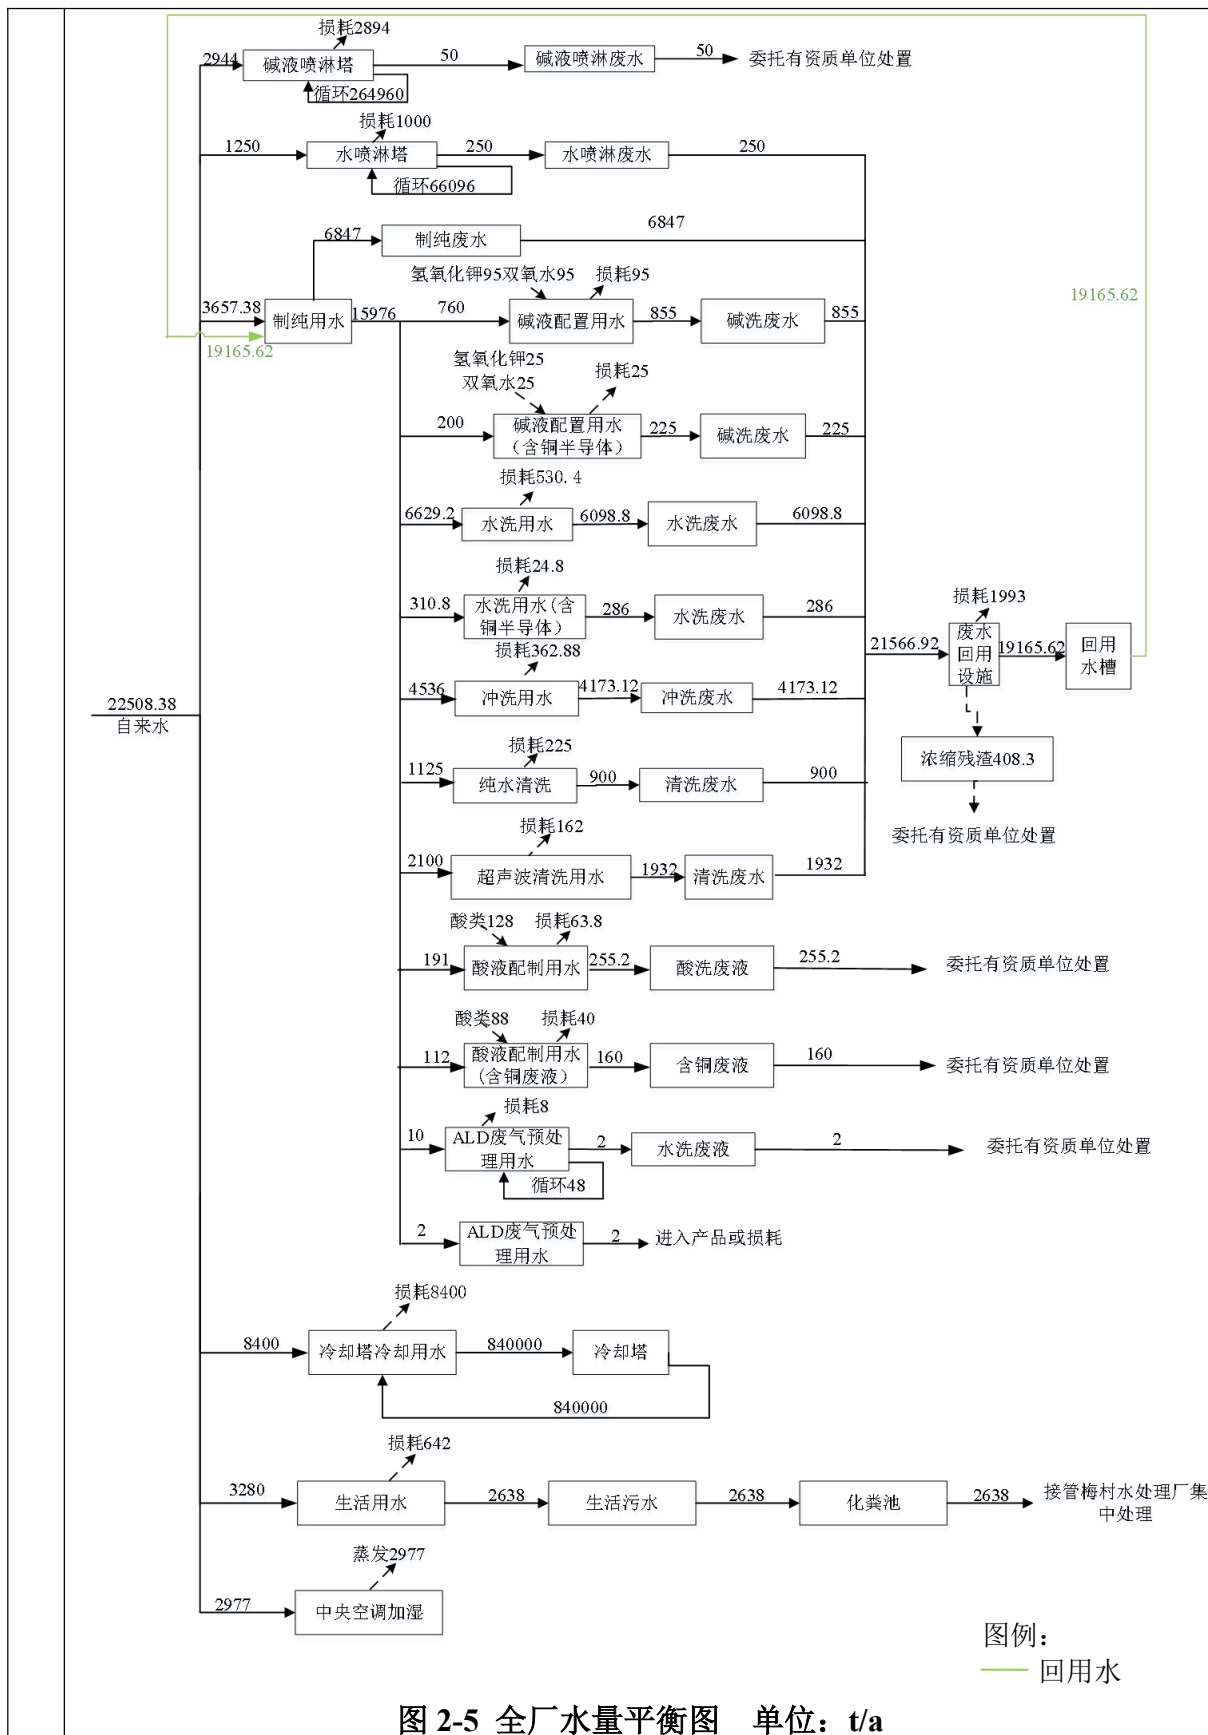 损耗2894
2944
碱液喷淋塔
50
碱液喷淋废水
50
委托有资质单位处置
循环264960
损耗1000
1250
水喷淋塔
250
水喷淋废水
250
循环66096
6847
制纯废水
6847
氢氧化钾95双氧水95
损耗95
19165.62
3657.38
制纯用水
15976
760
碱液配置用水
855
碱洗废水
855
19165.62
氢氧化钾25
双氧水25
损耗25
200
碱液配置用水
（含铜半导体）
225
碱洗废水
225
损耗530.4
6629.2
水洗用水
6098.8
水洗废水
6098.8
损耗24.8
310.8
水洗用水(含
铜半导体）
286
水洗废水
286
损耗1993
21566.92
废水
回用
设施
19165.62
回用
水槽
损耗362.88
4536
冲洗用水
4173.12
冲洗废水
4173.12
22508.38
自来水
浓缩残渣408.3
委托有资质单位处置
损耗225
1125
纯水清洗
900
清洗废水
900
损耗162
2100
超声波清洗用水
1932
清洗废水
1932
酸类128
损耗63.8
191
酸液配制用水
255.2
酸洗废液
255.2
委托有资质单位处置
酸类88
损耗40
112
酸液配制用水
(含铜废液）
160
含铜废液
160
委托有资质单位处置
损耗8
10
ALD废气预处
理用水
2
水洗废液
2
委托有资质单位处置
循环48
2
ALD废气预处
理用水
2
进入产品或损耗
损耗8400
8400
冷却塔冷却用水
840000
冷却塔
840000
损耗642
3280
生活用水
2638
生活污水
2638
化粪池
2638
接管梅村水处理厂集
中处理
蒸发2977
2977
中央空调加湿
图例：
回用水
图 2-5 全厂水量平衡图 单位：t/a